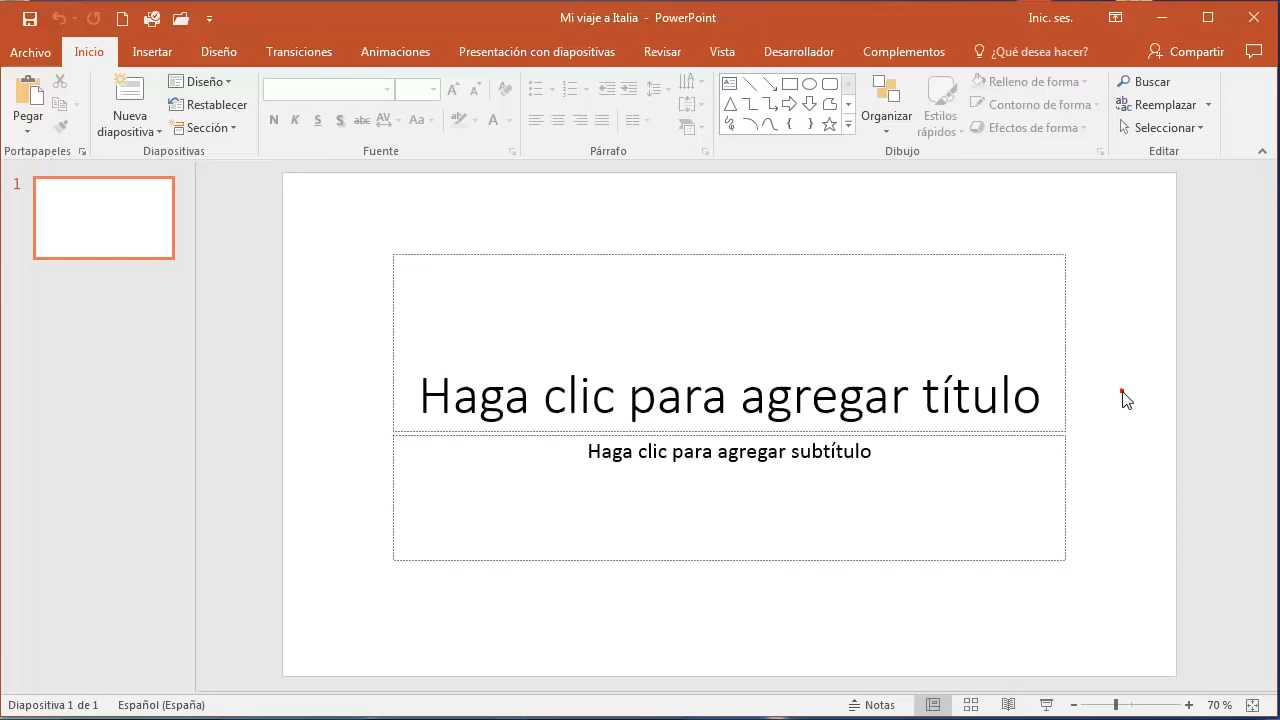 Mi viaje a Italia - PowerPoint
Inic. ses.
Archivo Inicio Insertar Diseño Transiciones Animaciones Presentación con diapositivas Revisar Vista Desarrollador Complementos ¿Qué desea hacer? Compartir
Pegar
Portapapeles
Nueva diapositiva
Diseño
Restablecer
Sección
Diapositivas
N K S S abc AV Aa A
Fuente
Párrafo
Organizar
Estilos rápidos
Relleno de forma
Contorno de forma
Efectos de forma
Dibujo
Buscar
Reemplazar
Seleccionar
Editar
1
Haga clic para agregar título
Haga clic para agregar subtítulo
Diapositiva 1 de 1 Español (España) Notas 70 %